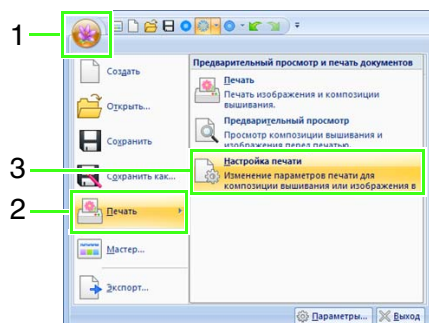 1
Предварительный просмотр и печать документов
Создать
Печать
Печать изображения и композиции
вышивания.
Открыть...
Предварительный просмотр
Просмотр композиции вышивания и
изображения перед печатью.
Сохранить
3
Настройка печати
Изменение параметров печати для
композиции вышивания или изображения в
Сохранить как...
2
Печать
Мастер...
Экспорт...
Параметры...
Выход